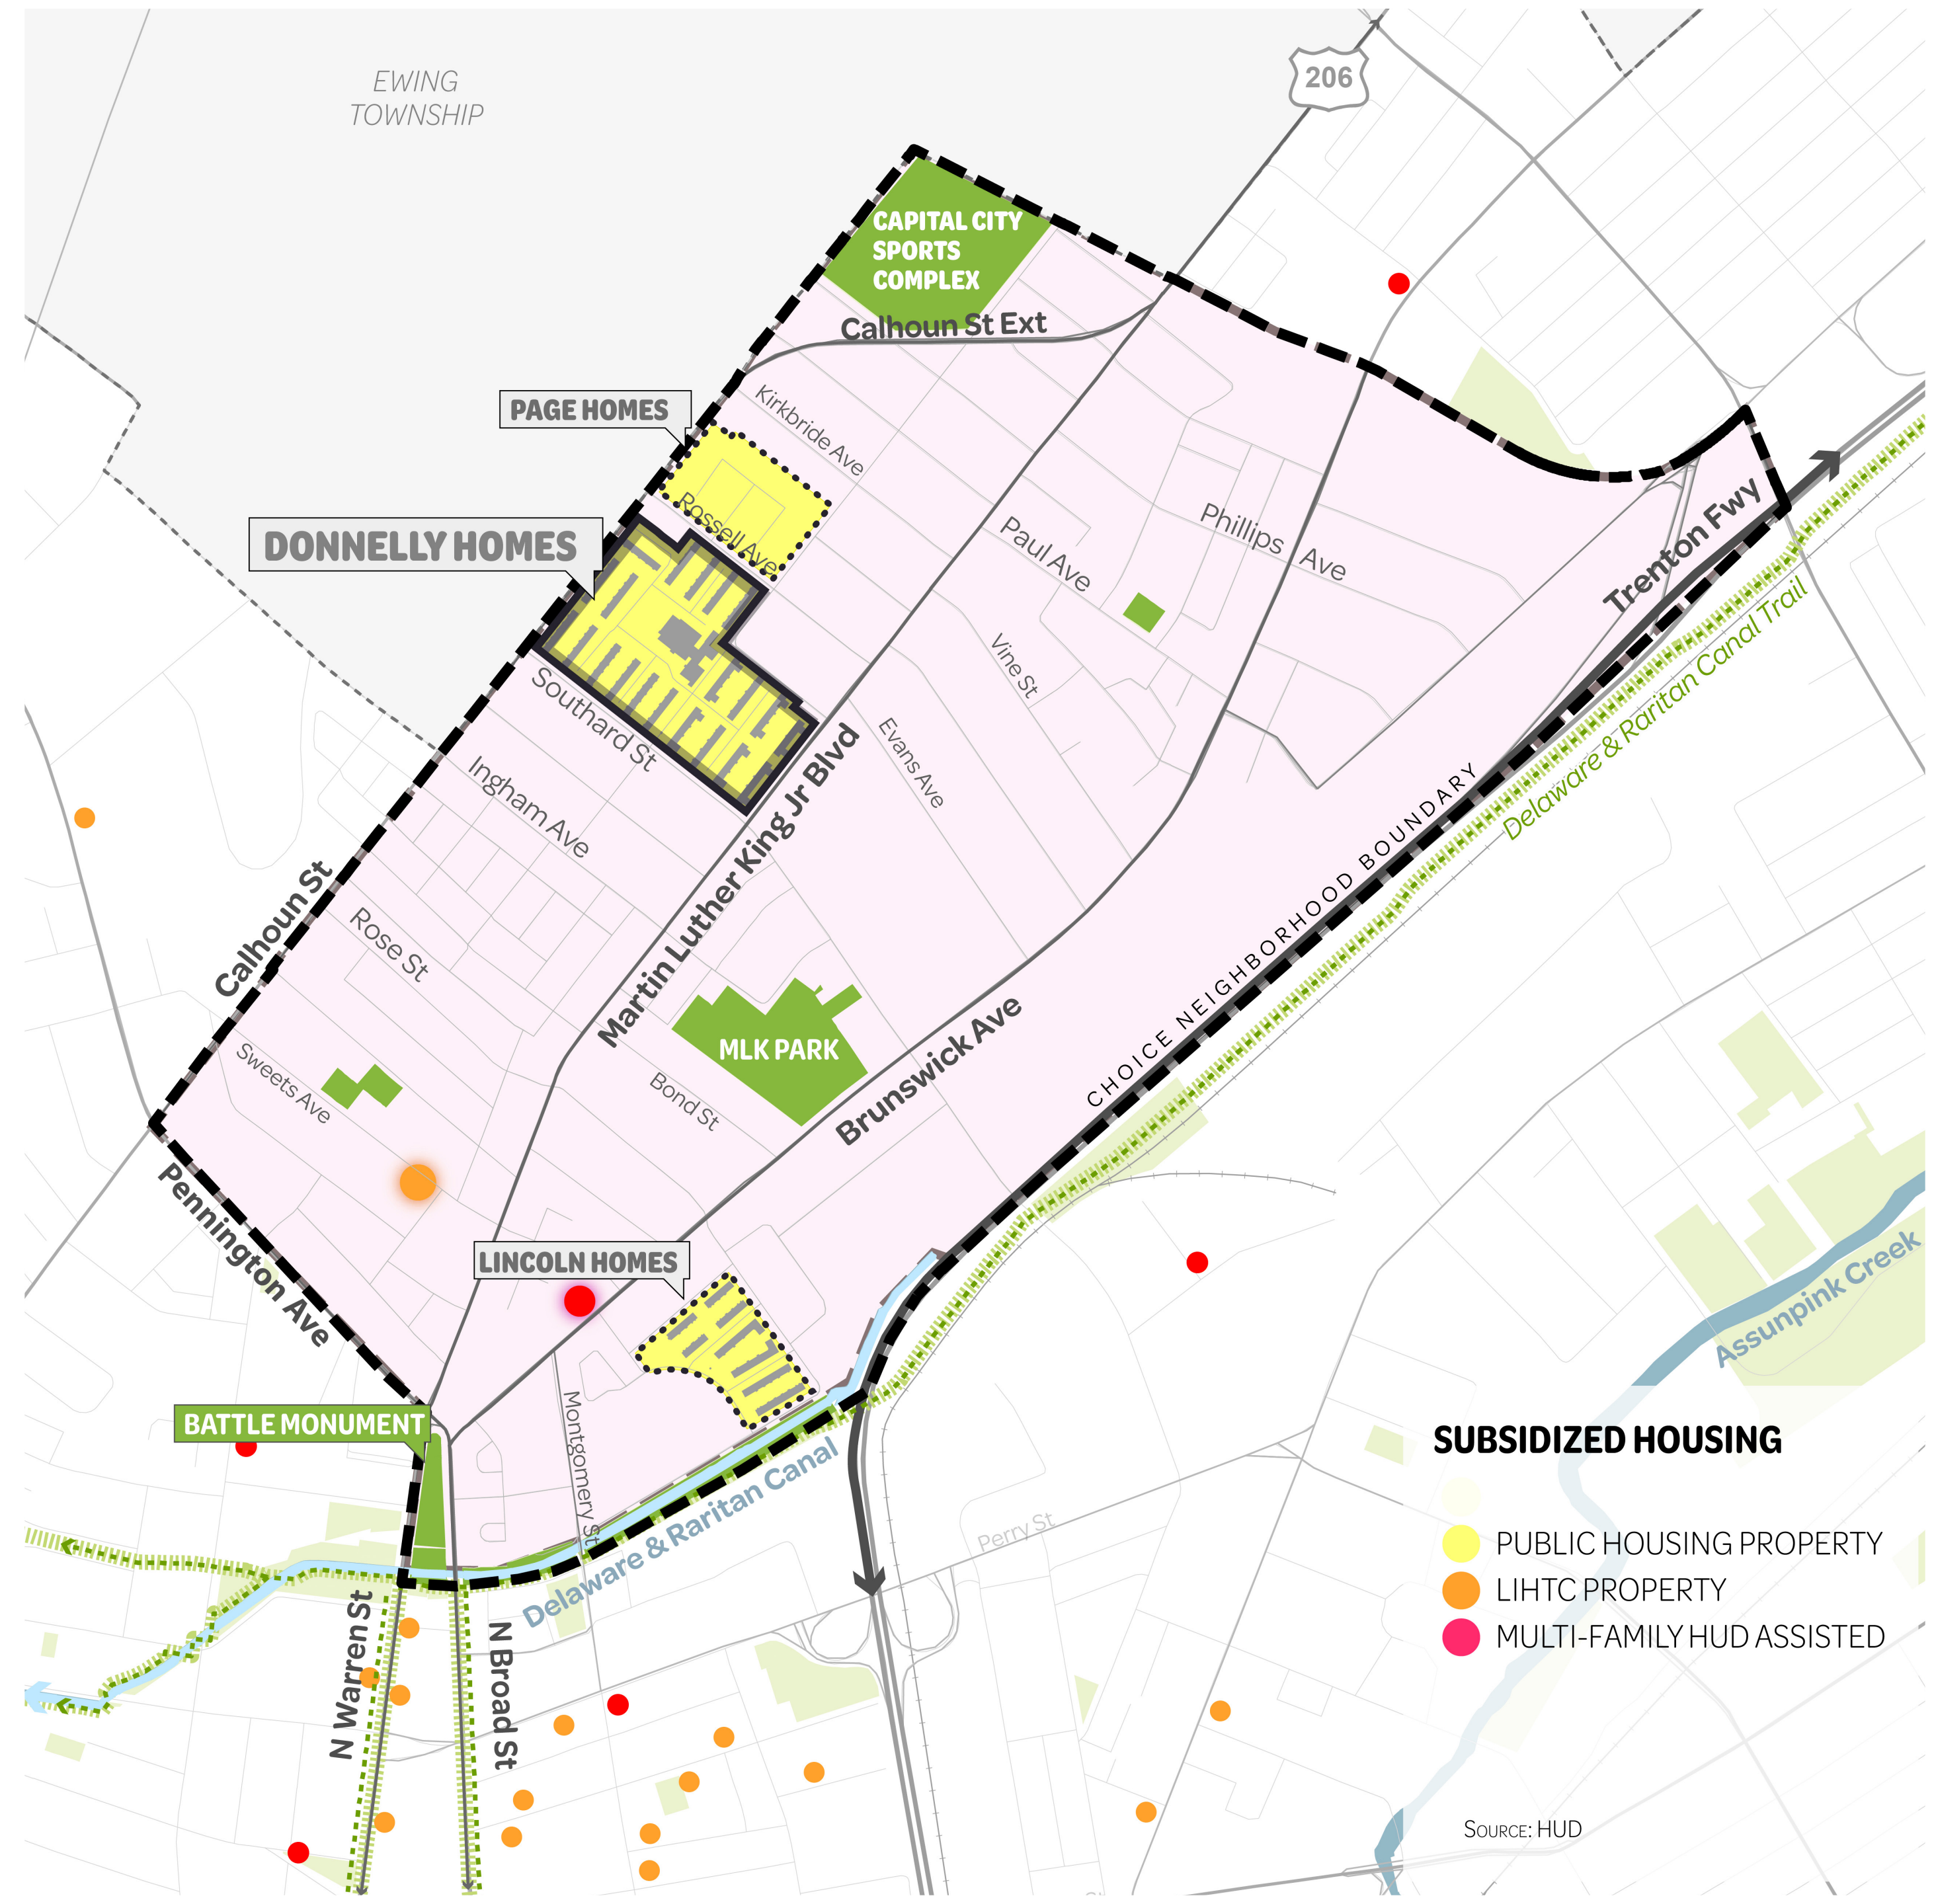 EWING
TOWNSHIP
206
CAPITAL CITY
SPORTS
COMPLEX
Calhoun St Ext
PAGE HOMES
Kirkbride Ave
Rossell Ave
DONNELLY HOMES
Paul Ave
Phillips Ave
Trenton Fwy
Delaware & Raritan Canal Trail
Vine St
Southard St
Evans Ave
Martin Luther King Jr Blvd
Ingham Ave
CHOICE NEIGHBORHOOD BOUNDARY
Calhoun St
Rose St
MLK PARK
Brunswick Ave
Sweets Ave
Bond St
Pennington Ave
LINCOLN HOMES
Assunpink Creek
BATTLE MONUMENT
Montgomery St
Delaware & Raritan Canal
Perry St
N Warren St
N Broad St
SUBSIDIZED HOUSING
PUBLIC HOUSING PROPERTY
LIHTC PROPERTY
MULTI-FAMILY HUD ASSISTED
SOURCE: HUD